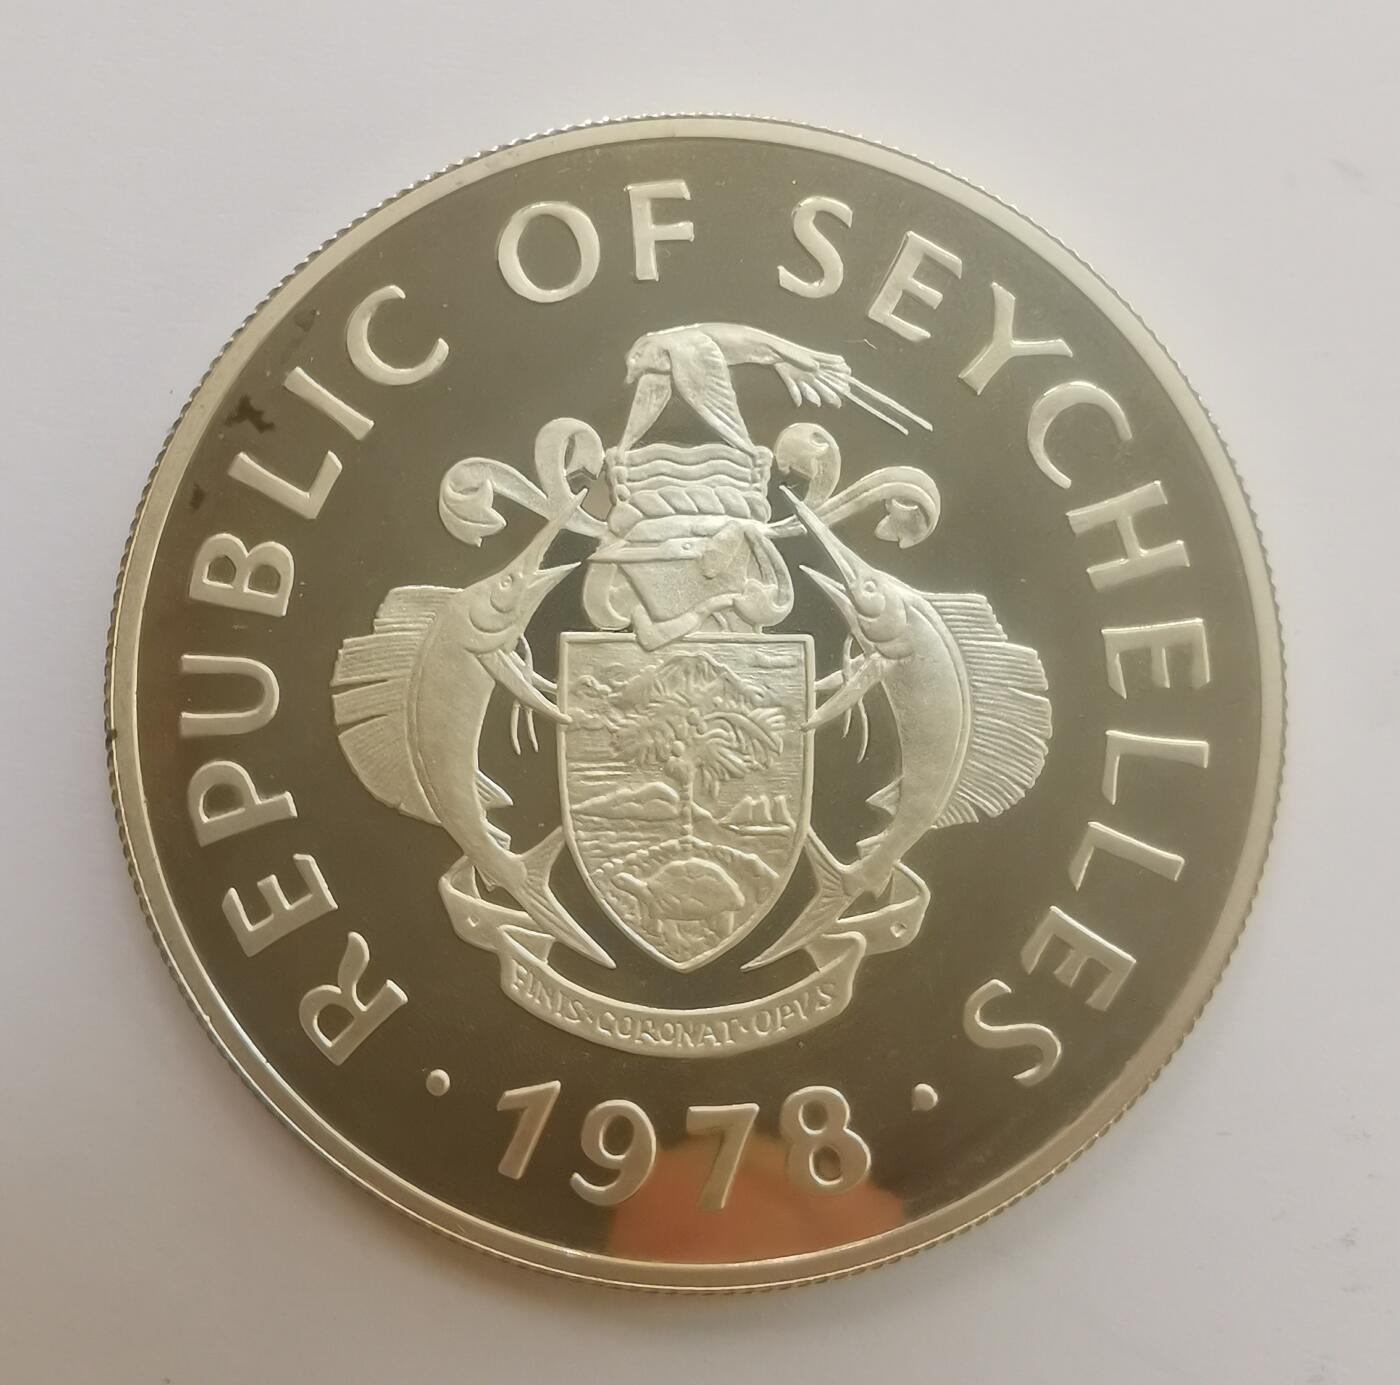 REPUBLIC OF SEYCHELLES
FINIS·CORONAT·OPVS
· 1978 ·